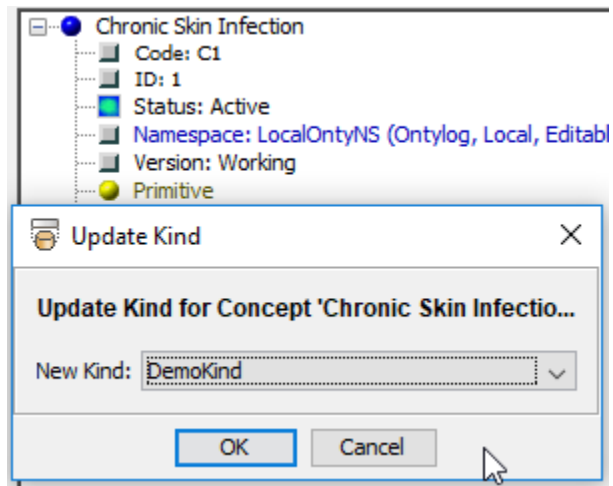 Chronic Skin Infection
Code: C1
ID: 1
Status: Active
Namespace: LocalOntyNS (Ontylog, Local, Editabl
Version: Working
Primitive
Update Kind
Update Kind for Concept 'Chronic Skin Infectio...
New Kind: DemoKind
OK Cancel